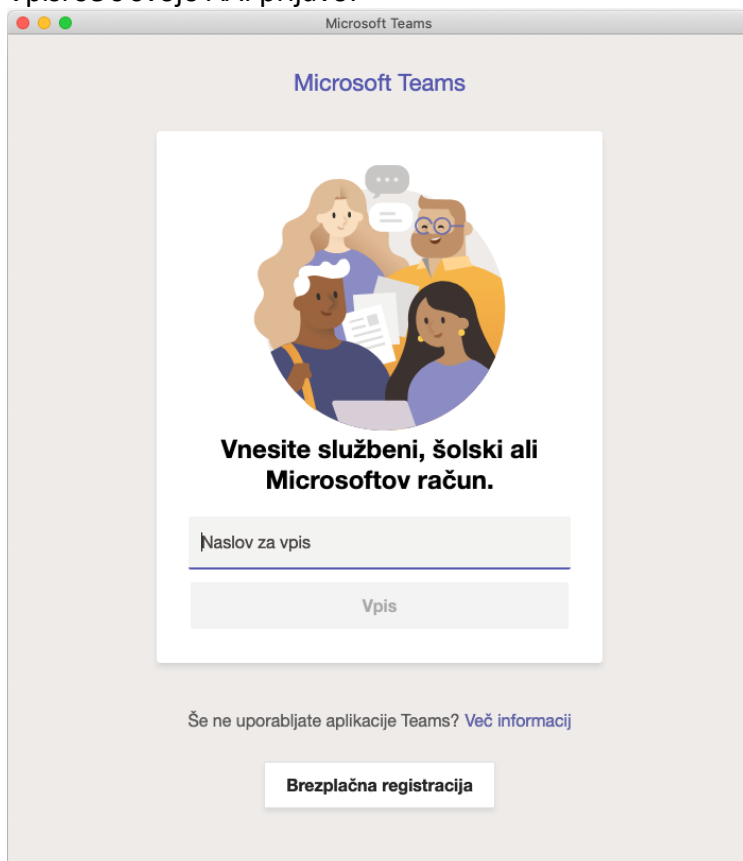 Microsoft Teams
Microsoft Teams
Vnesite službeni, šolski ali
Microsoftov račun.
Naslov za vpis
Vpis
Še ne uporabljate aplikacije Teams? Več informacij
Brezplačna registracija